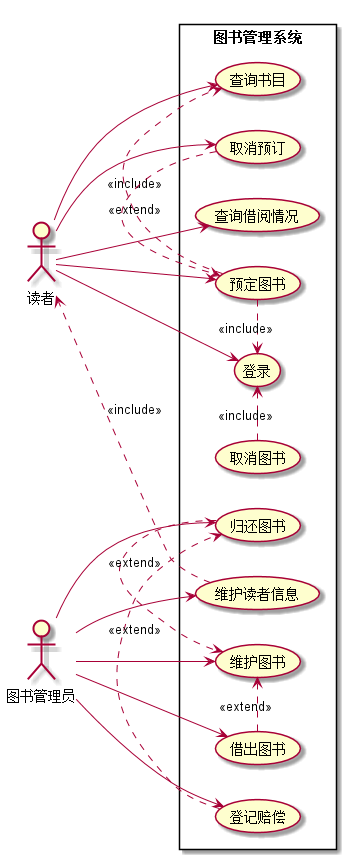 图书管理系统
查询书目
取消预订
«include»
«extend»
查询借阅情况
预定图书
读者
«include»
登录
«include»
«include»
取消图书
归还图书
«extend»
维护读者信息
«extend»
维护图书
图书管理员
«extend»
借出图书
登记赔偿